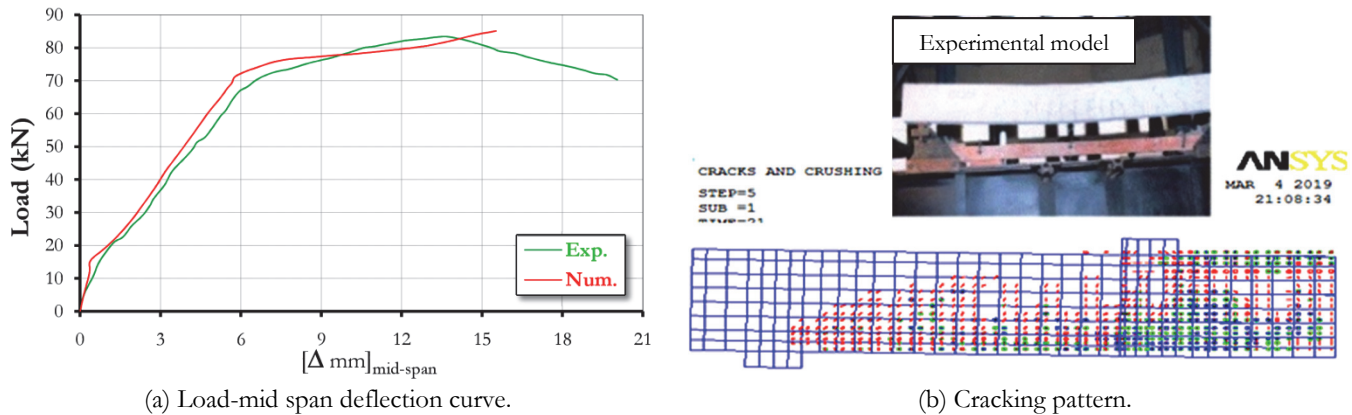 90
80
70
60
50
40
30
20
10
0
Load (kN)
Exp.
Num.
0 3 6 9 12 15 18 21
[Δ mm]mid-span
(a) Load-mid span deflection curve.
Experimental model
CRACKS AND CRUSHING
STEP=5
SUB =1
TIME=21
ANSYS
MAR 4 2019
21:08:34
(b) Cracking pattern.